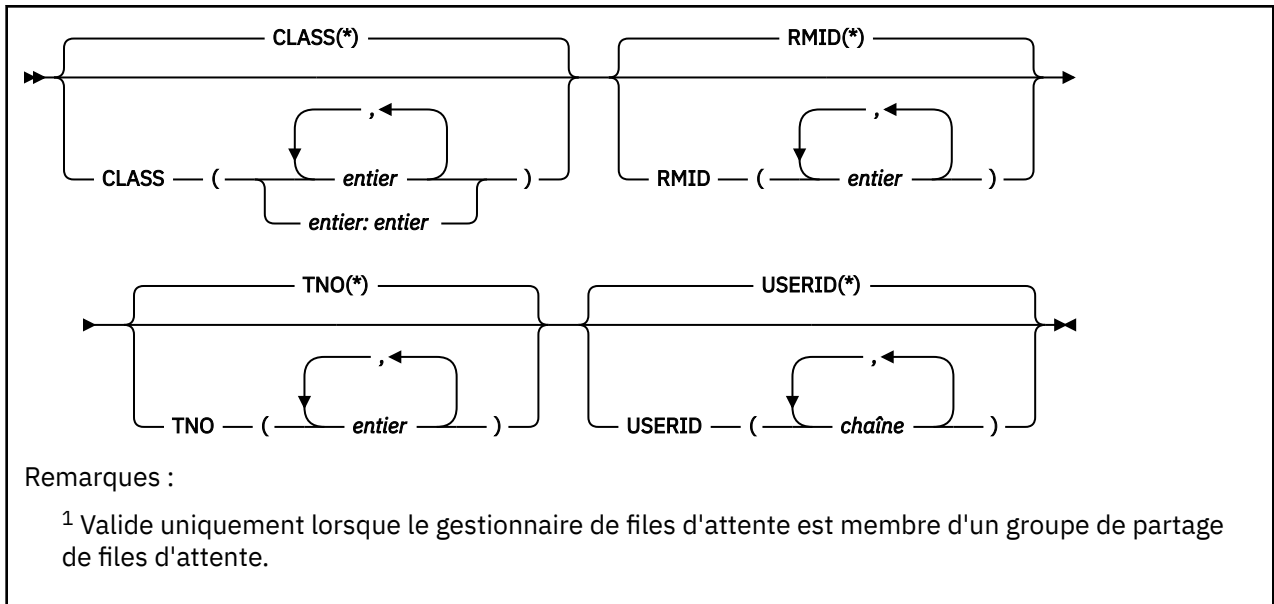 CLASS(*) RMID(*)
, ,
CLASS ( entier ) RMID ( entier )
entier: entier
TNO(*) USERID(*)
, ,
TNO ( entier ) USERID ( chaîne )
Remarques :
1 Valide uniquement lorsque le gestionnaire de files d'attente est membre d'un groupe de partage
de files d'attente.